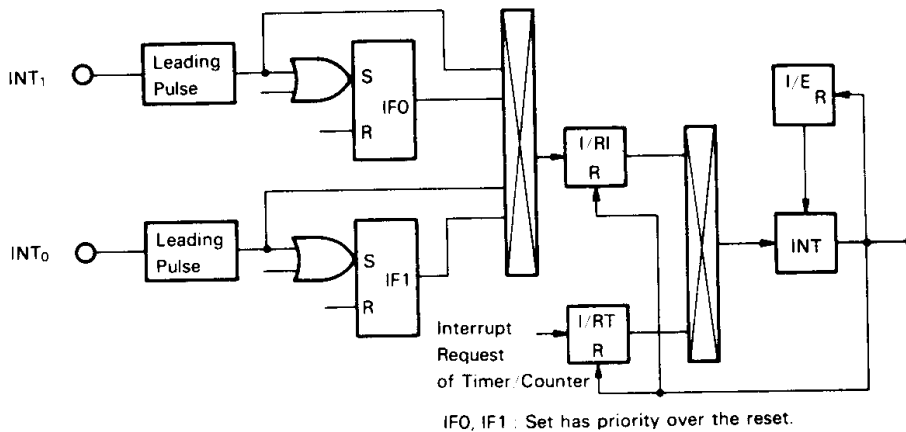 INT₁
Leading
Pulse
S
IF0
R
I/E
R
I/RI
R
INT₀
Leading
Pulse
S
IF1
R
INT
Interrupt
Request
of Timer/Counter
I/RT
R
IF0, IF1 : Set has priority over the reset.